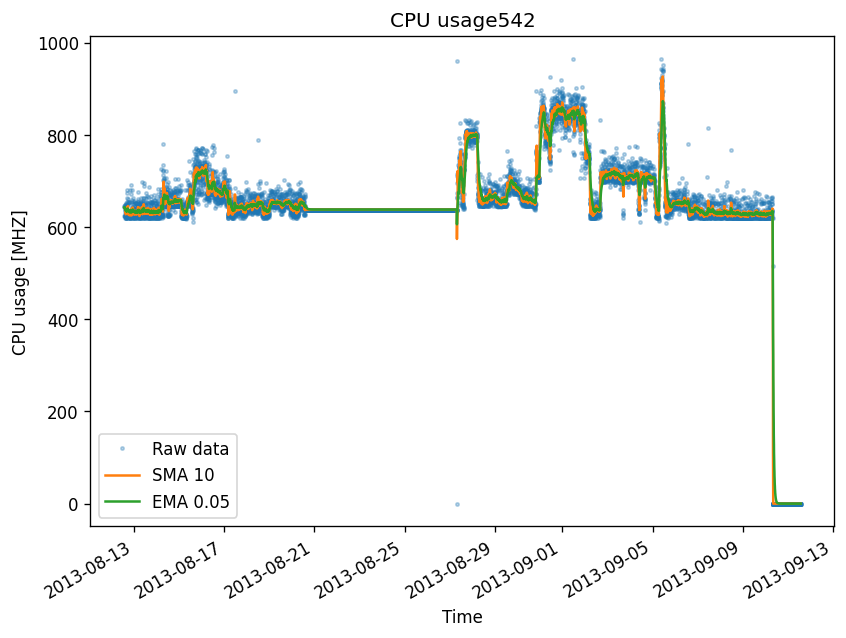 CPU usage542
CPU usage [MHZ]
1000
800
600
400
200
0
Raw data
SMA 10
EMA 0.05
2013-08-13
2013-08-17
2013-08-21
2013-08-25
2013-08-29
2013-09-01
2013-09-05
2013-09-09
2013-09-13
Time